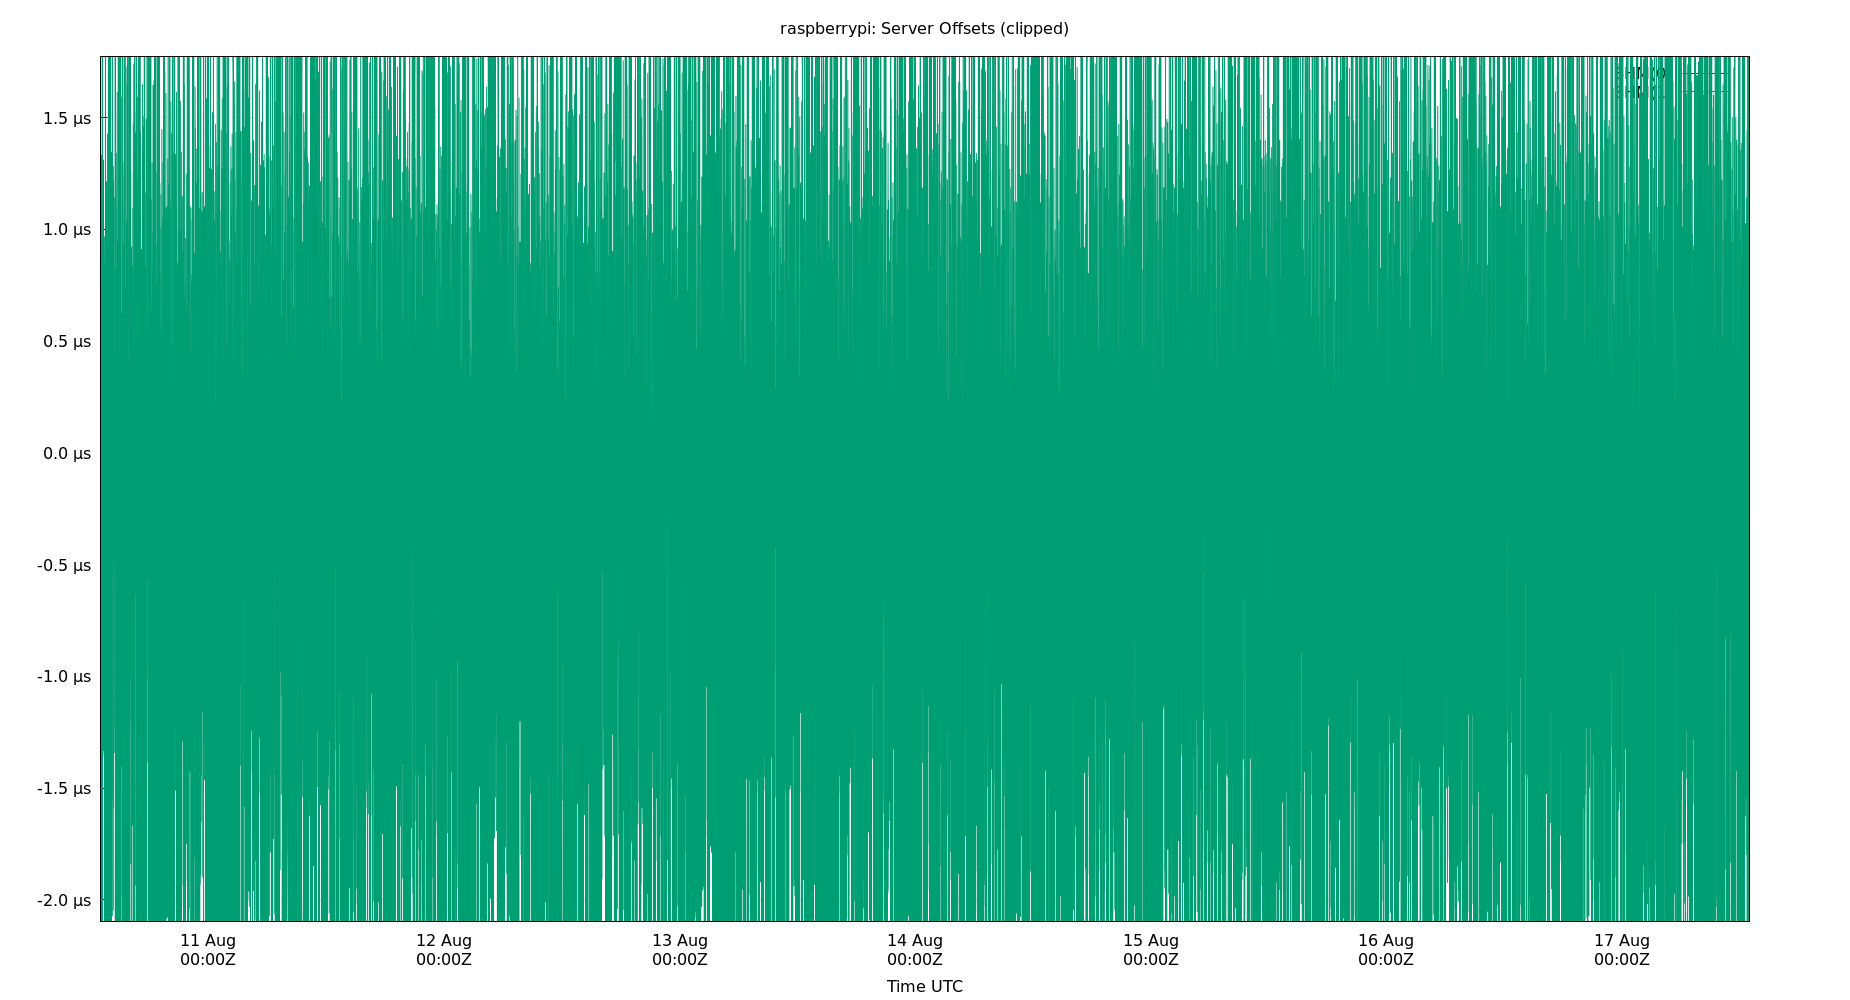 raspberrypi: Server Offsets (clipped)
1.5 µs
1.0 µs
0.5 µs
0.0 µs
-0.5 µs
-1.0 µs
-1.5 µs
-2.0 µs
11 Aug 12 Aug 13 Aug 14 Aug 15 Aug 16 Aug 17 Aug
00:00Z 00:00Z 00:00Z 00:00Z 00:00Z 00:00Z 00:00Z
Time UTC